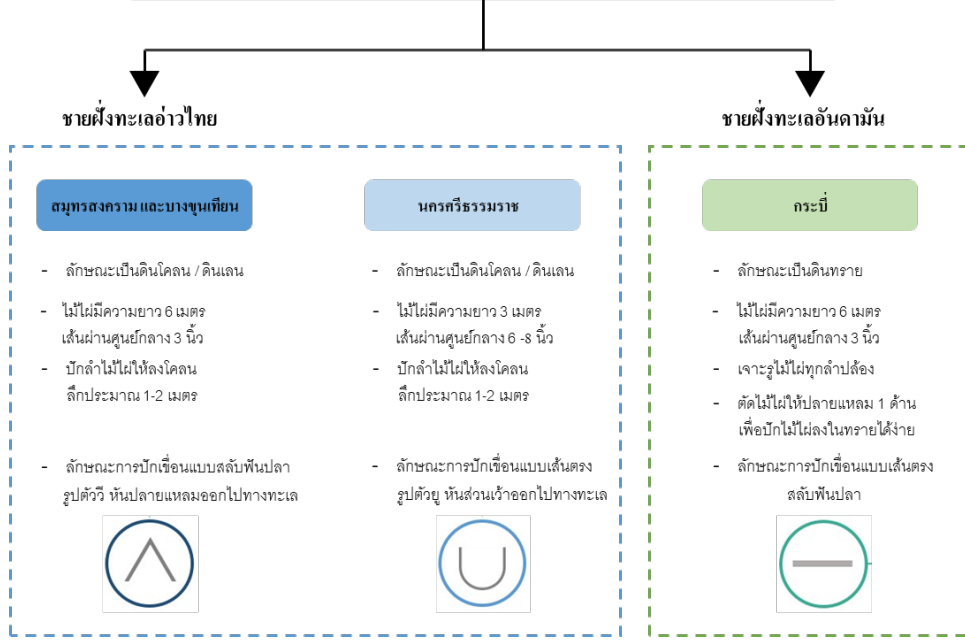 ชายฝั่งทะเลอ่าวไทย
ชายฝั่งทะเลอันดามัน
สมุทรสงคราม และบางขุนเทียน
- ลักษณะเป็นดินโคลน / ดินเลน
- ไม้ไผ่มีความยาว 6 เมตร
เส้นผ่านศูนย์กลาง 3 นิ้ว
- ปักลำไม้ไผ่ให้ลงโคลน
ลึกประมาณ 1-2 เมตร
- ลักษณะการปักเขื่อนแบบสลับฟันปลา
รูปตัววี หันปลายแหลมออกไปทางทะเล
นครศรีธรรมราช
- ลักษณะเป็นดินโคลน / ดินเลน
- ไม้ไผ่มีความยาว 3 เมตร
เส้นผ่านศูนย์กลาง 6 -8 นิ้ว
- ปักลำไม้ไผ่ให้ลงโคลน
ลึกประมาณ 1-2 เมตร
- ลักษณะการปักเขื่อนแบบเส้นตรง
รูปตัวยู หันส่วนเว้าออกไปทางทะเล
กระบี่
- ลักษณะเป็นดินทราย
- ไม้ไผ่มีความยาว 6 เมตร
เส้นผ่านศูนย์กลาง 3 นิ้ว
- เจาะรูไม้ไผ่ทุกลำปล้อง
- ตัดไม้ไผ่ให้ปลายแหลม 1 ด้าน
เพื่อปักไม้ไผ่ลงในทรายได้ง่าย
- ลักษณะการปักเขื่อนแบบเส้นตรง
สลับฟันปลา